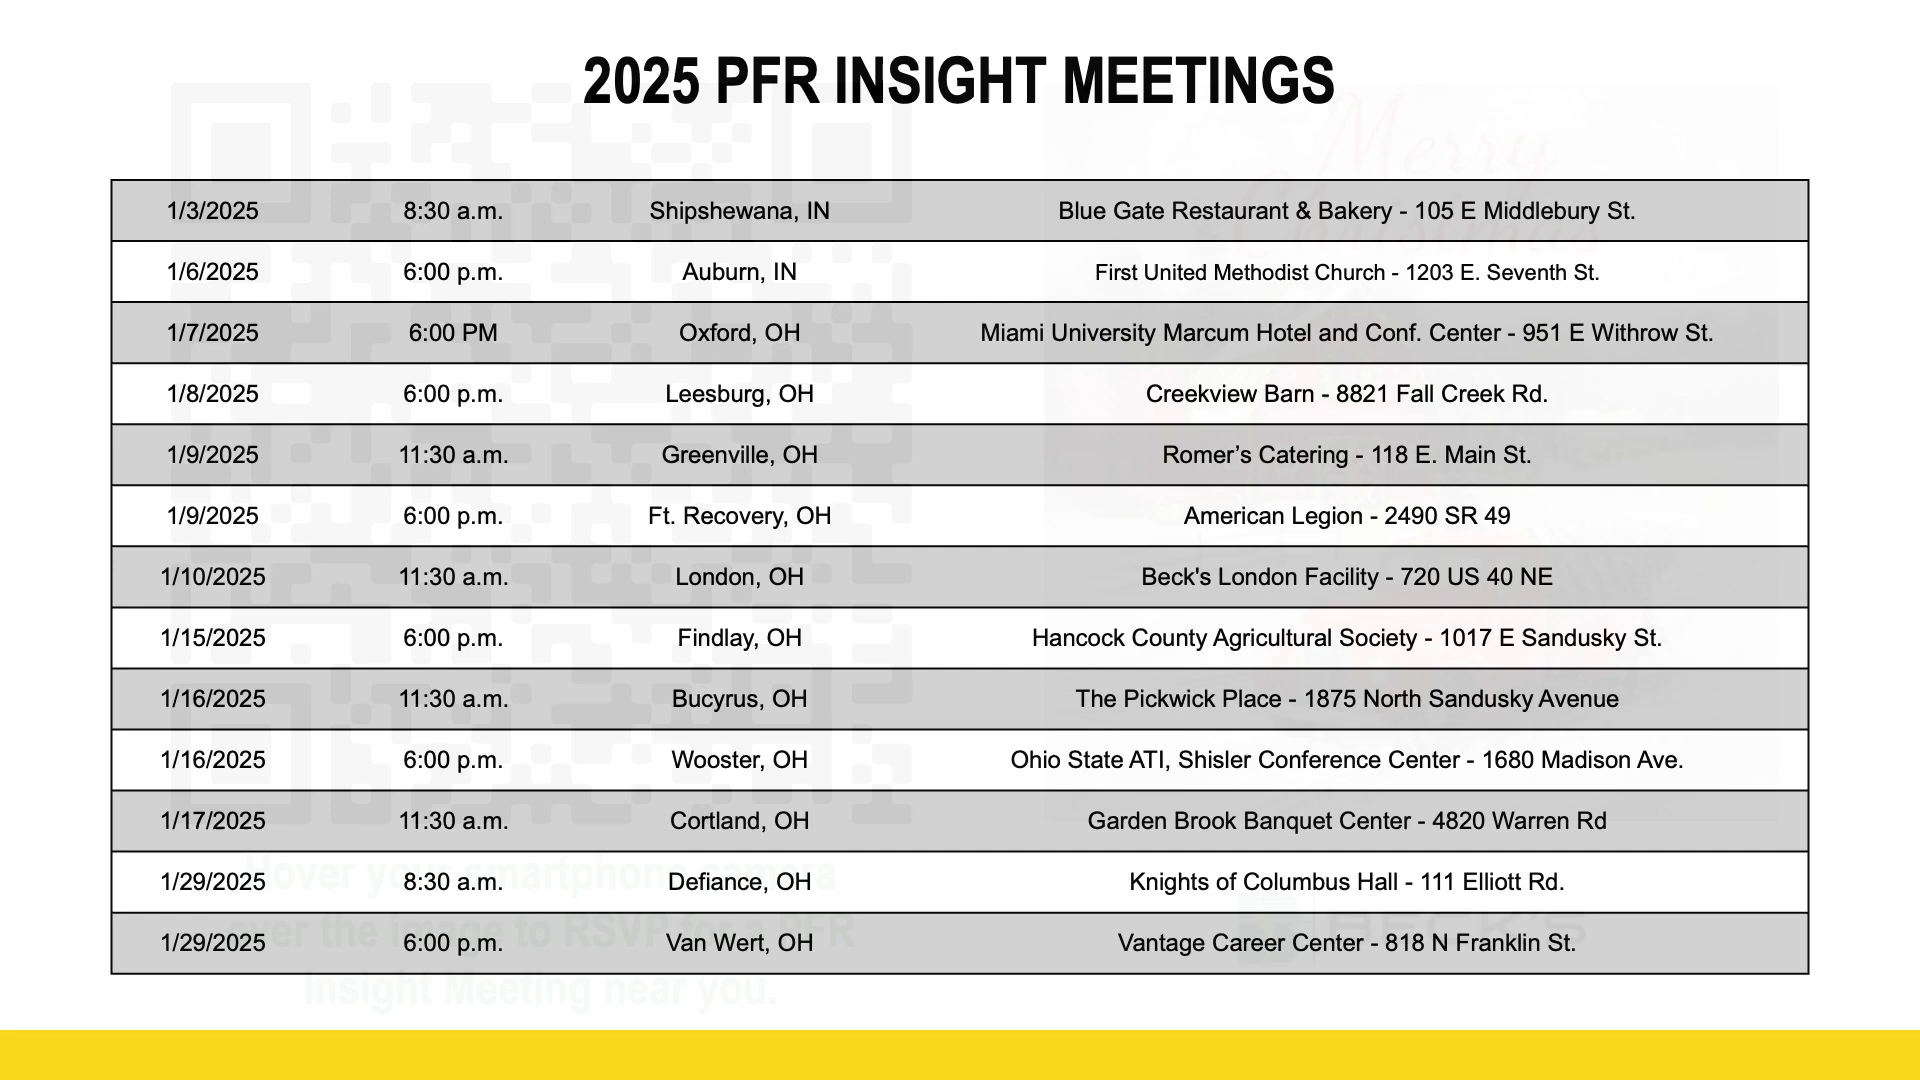 2025 PFR INSIGHT MEETINGS
Merry
Christmas
1/3/2025 8:30 a.m. Shipshewana, IN Blue Gate Restaurant & Bakery - 105 E Middlebury St.
1/6/2025 6:00 p.m. Auburn, IN First United Methodist Church - 1203 E. Seventh St.
1/7/2025 6:00 PM Oxford, OH Miami University Marcum Hotel and Conf. Center - 951 E Withrow St.
1/8/2025 6:00 p.m. Leesburg, OH Creekview Barn - 8821 Fall Creek Rd.
1/9/2025 11:30 a.m. Greenville, OH Romer’s Catering - 118 E. Main St.
1/9/2025 6:00 p.m. Ft. Recovery, OH American Legion - 2490 SR 49
1/10/2025 11:30 a.m. London, OH Beck's London Facility - 720 US 40 NE
1/15/2025 6:00 p.m. Findlay, OH Hancock County Agricultural Society - 1017 E Sandusky St.
1/16/2025 11:30 a.m. Bucyrus, OH The Pickwick Place - 1875 North Sandusky Avenue
1/16/2025 6:00 p.m. Wooster, OH Ohio State ATI, Shisler Conference Center - 1680 Madison Ave.
1/17/2025 11:30 a.m. Cortland, OH Garden Brook Banquet Center - 4820 Warren Rd
1/29/2025 8:30 a.m. Defiance, OH Knights of Columbus Hall - 111 Elliott Rd.
1/29/2025 6:00 p.m. Van Wert, OH Vantage Career Center - 818 N Franklin St.
Hover your smartphone camera
over the image to RSVP for a PFR
Insight Meeting near you.
BECK'S